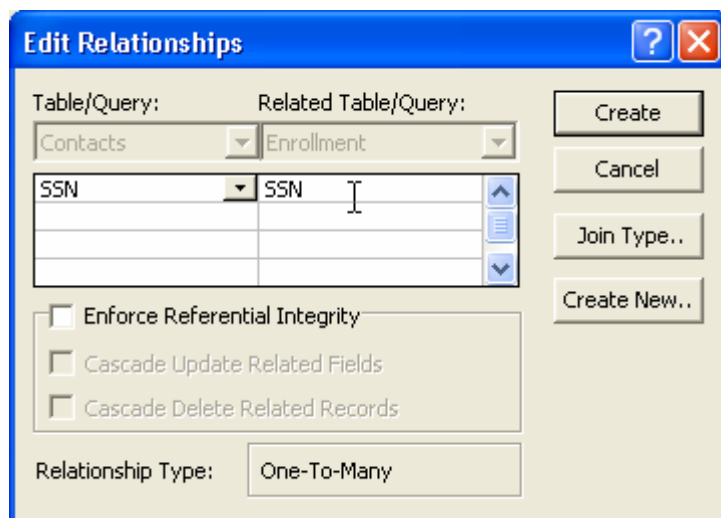 Edit Relationships
Table/Query: Related Table/Query:
Contacts Enrollment
SSN SSN
Enforce Referential Integrity
Cascade Update Related Fields
Cascade Delete Related Records
Relationship Type: One-To-Many
Create
Cancel
Join Type..
Create New..